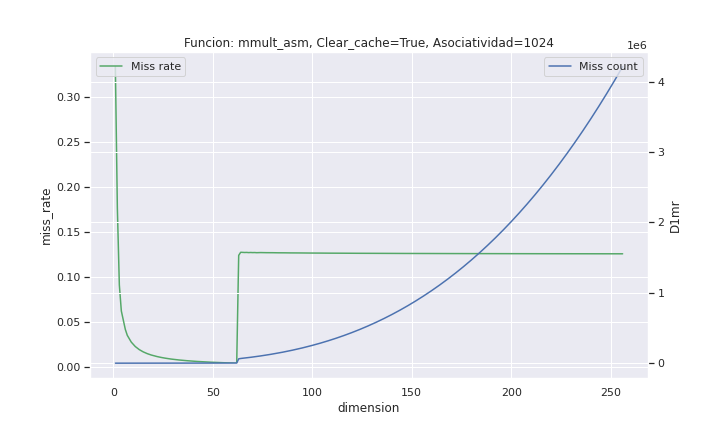 Funcion: mmult_asm, Clear_cache=True, Asociatividad=1024
1e6
Miss rate
Miss count
0.30
0.25
0.20
0.15
0.10
0.05
0.00
miss_rate
4
3
2
1
0
D1mr
0 50 100 150 200 250
dimension